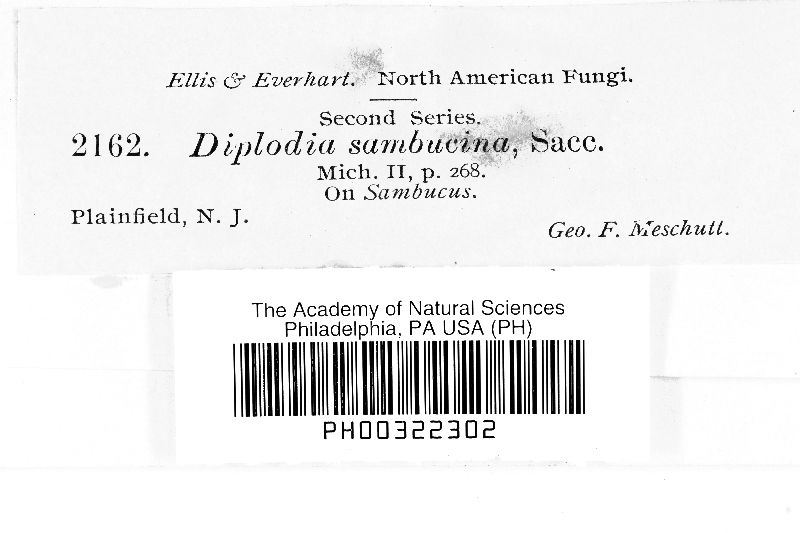 Ellis & Everhart. North American Fungi.
Second Series.
2162. Diplodia sambucina, Sacc.
Mich. II, p. 268.
On Sambucus.
Plainfield, N. J.
Geo. F. Meschutt.
The Academy of Natural Sciences
Philadelphia, PA USA (PH)
PH00322302